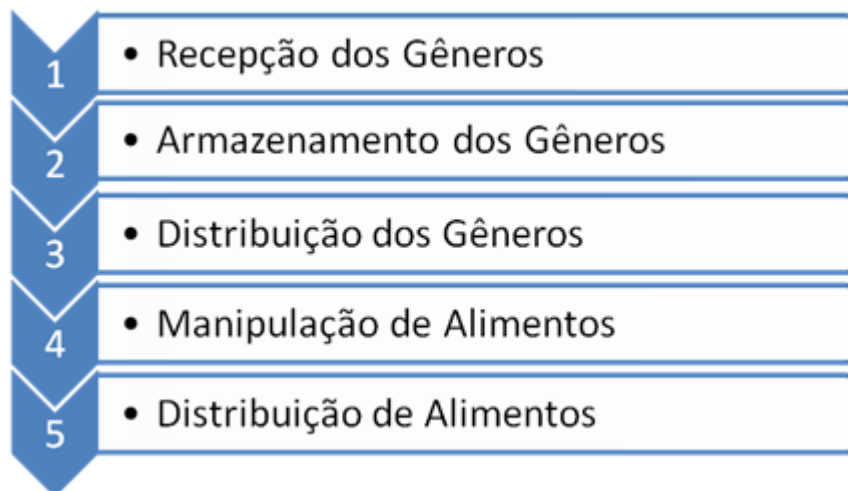 1 • Recepção dos Gêneros
2 • Armazenamento dos Gêneros
3 • Distribuição dos Gêneros
4 • Manipulação de Alimentos
5 • Distribuição de Alimentos